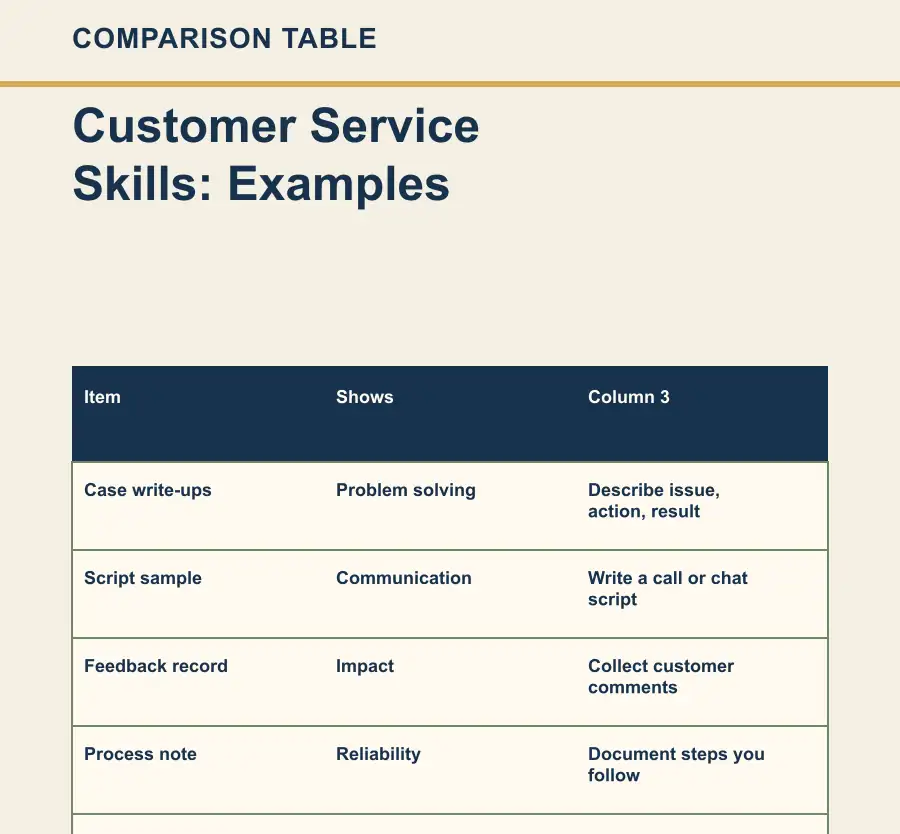 COMPARISON TABLE
Customer Service
Skills: Examples
Item Shows Column 3
Case write-ups Problem solving Describe issue,
action, result
Script sample Communication Write a call or chat
script
Feedback record Impact Collect customer
comments
Process note Reliability Document steps you
follow